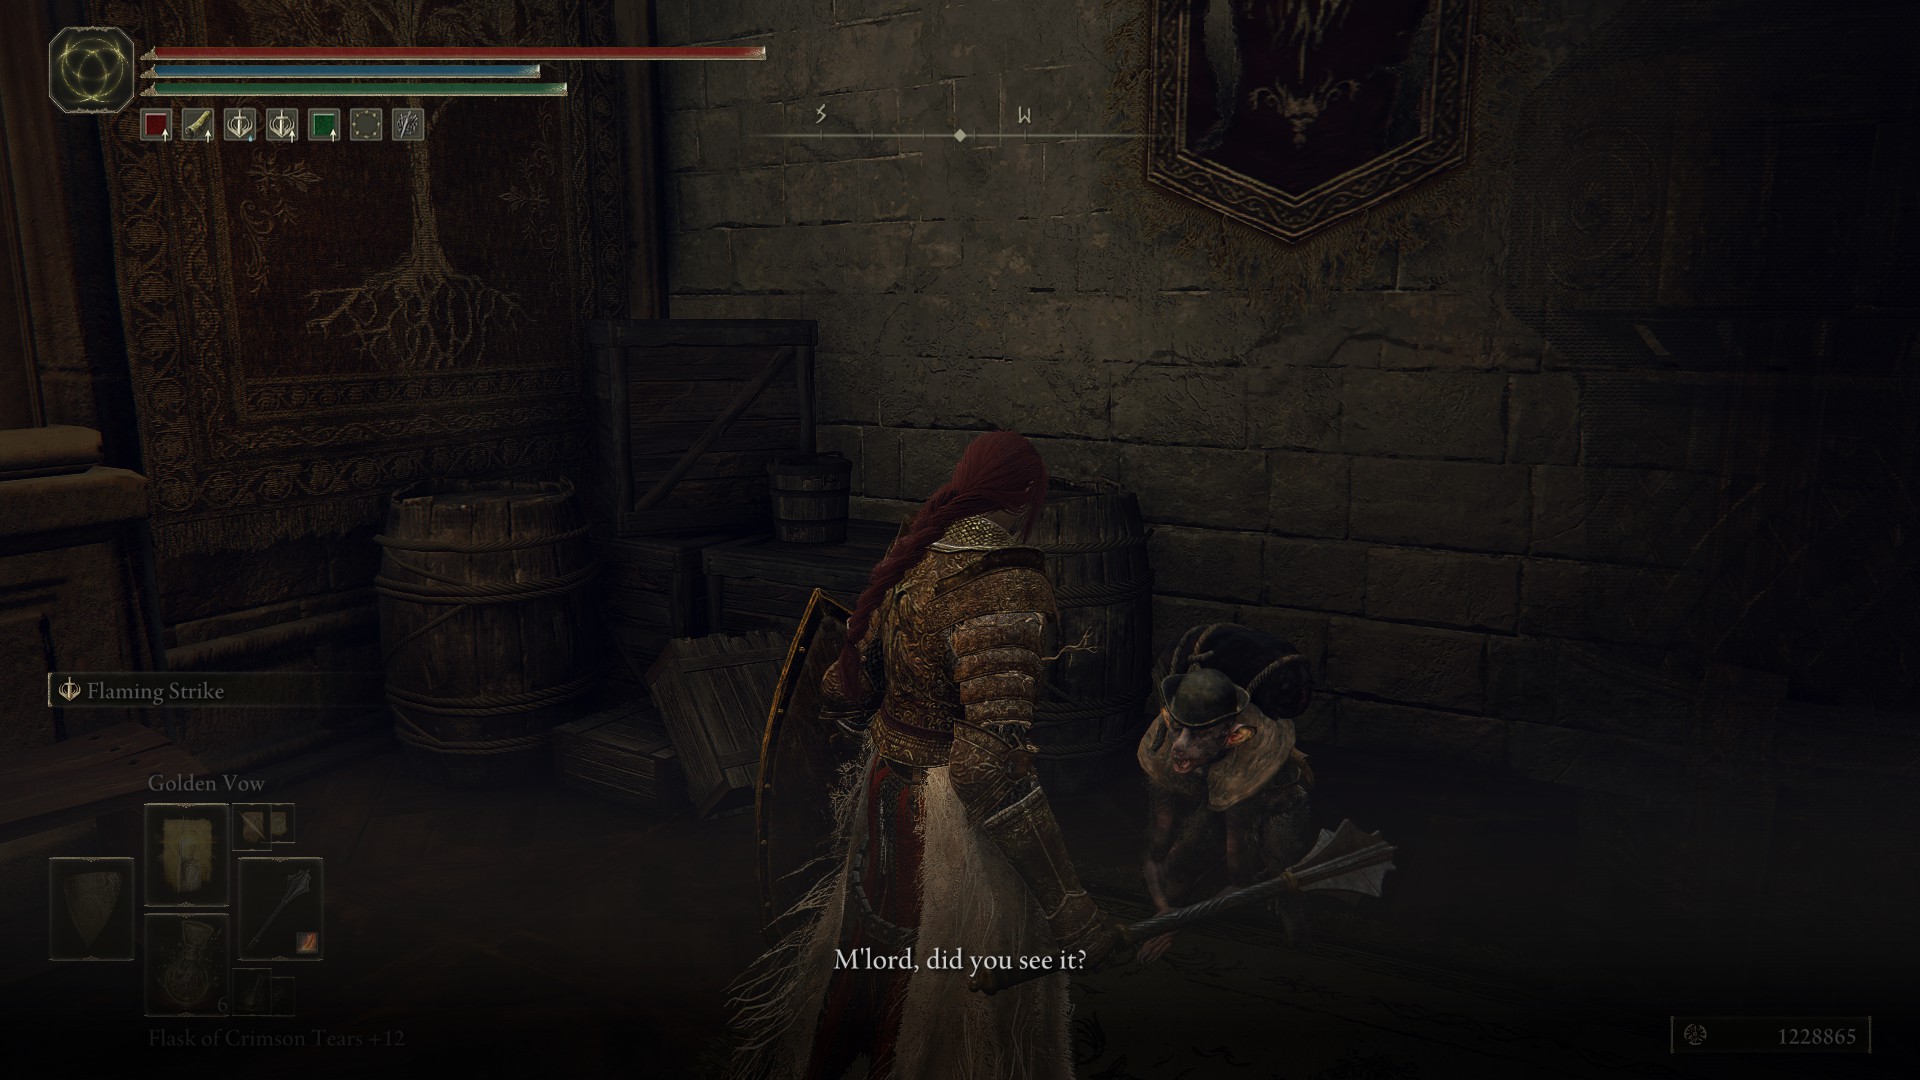 S
W
Flaming Strike
Golden Vow
6
Flask of Crimson Tears +12
M'lord, did you see it?
1228865